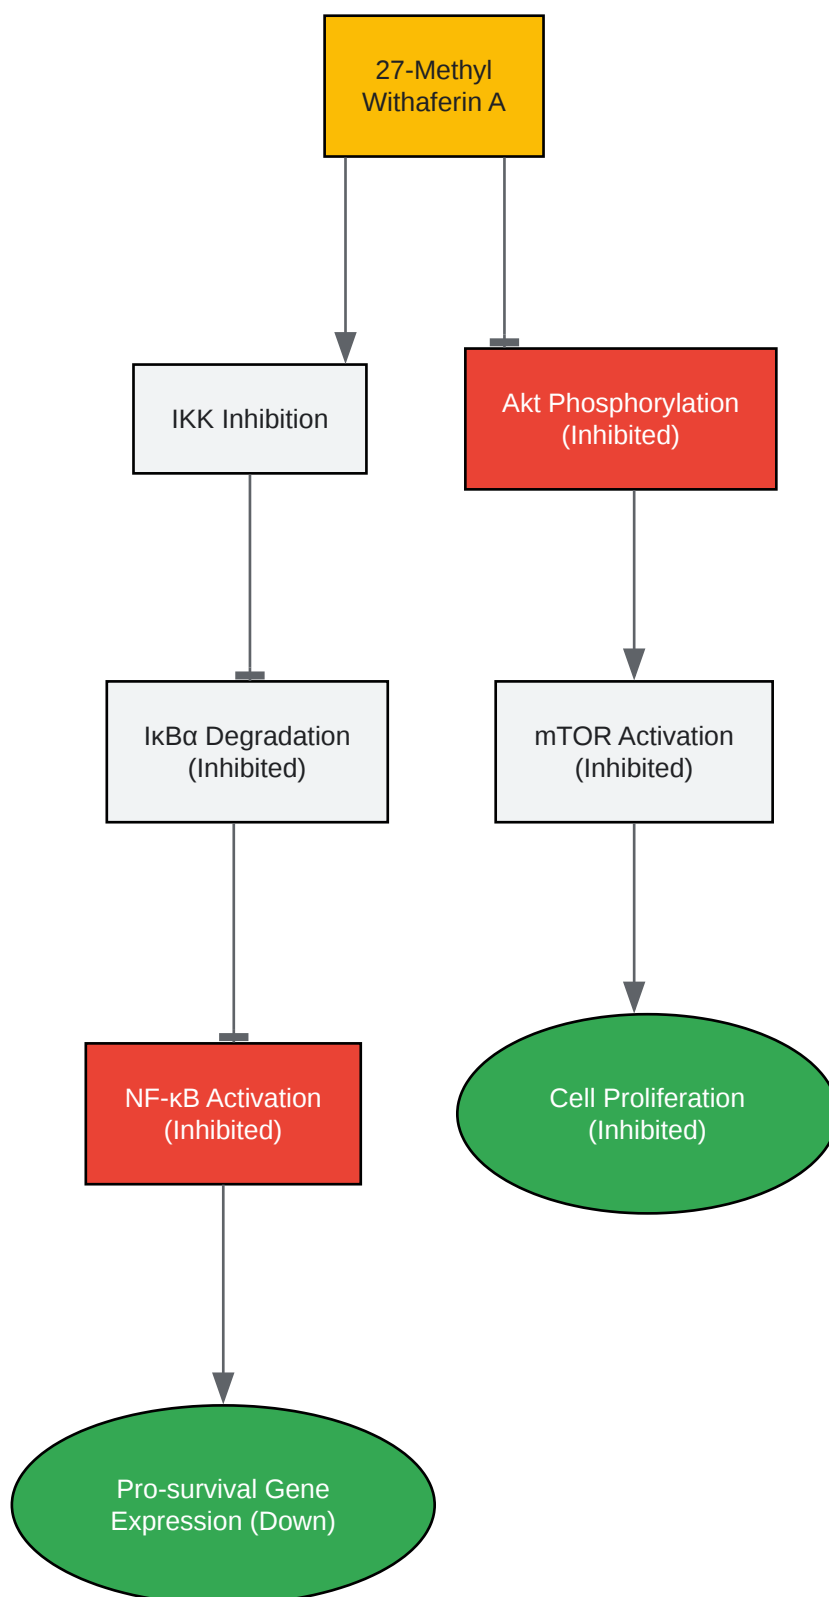 27-Methyl
Withaferin A
IKK Inhibition
Akt Phosphorylation
(Inhibited)
IκBα Degradation
(Inhibited)
mTOR Activation
(Inhibited)
NF-κB Activation
(Inhibited)
Cell Proliferation
(Inhibited)
Pro-survival Gene
Expression (Down)